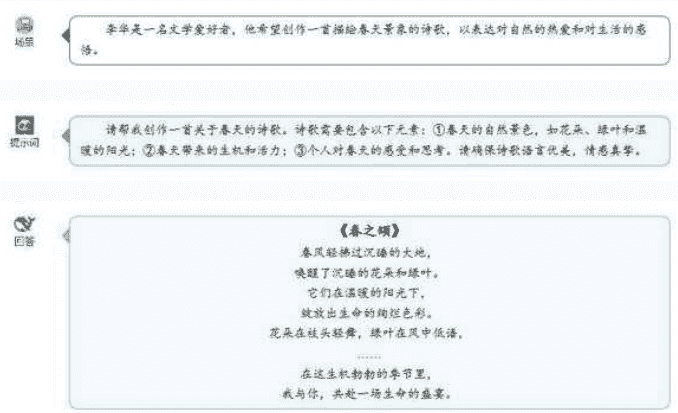 场景
李华是一名文学爱好者，他希望创作一首描绘春天景象的诗歌，以表达对自然的热爱和对生活的感
悟。
提示词
请帮我创作一首关于春天的诗歌。诗歌需要包含以下元素：①春天的自然景色，如花朵、绿叶和温
暖的阳光；②春天带来的生机和活力；③个人对春天的感受和思考。请确保诗歌语言优美，情感真挚。
回答
《春之颂》
春风轻拂过沉睡的大地，
唤醒了沉睡的花朵和绿叶。
它们在温暖的阳光下，
绽放出生命的绚烂色彩。
花朵在枝头轻舞，绿叶在风中低语，
……
在这生机勃勃的季节里，
我与你，共赴一场生命的盛宴。